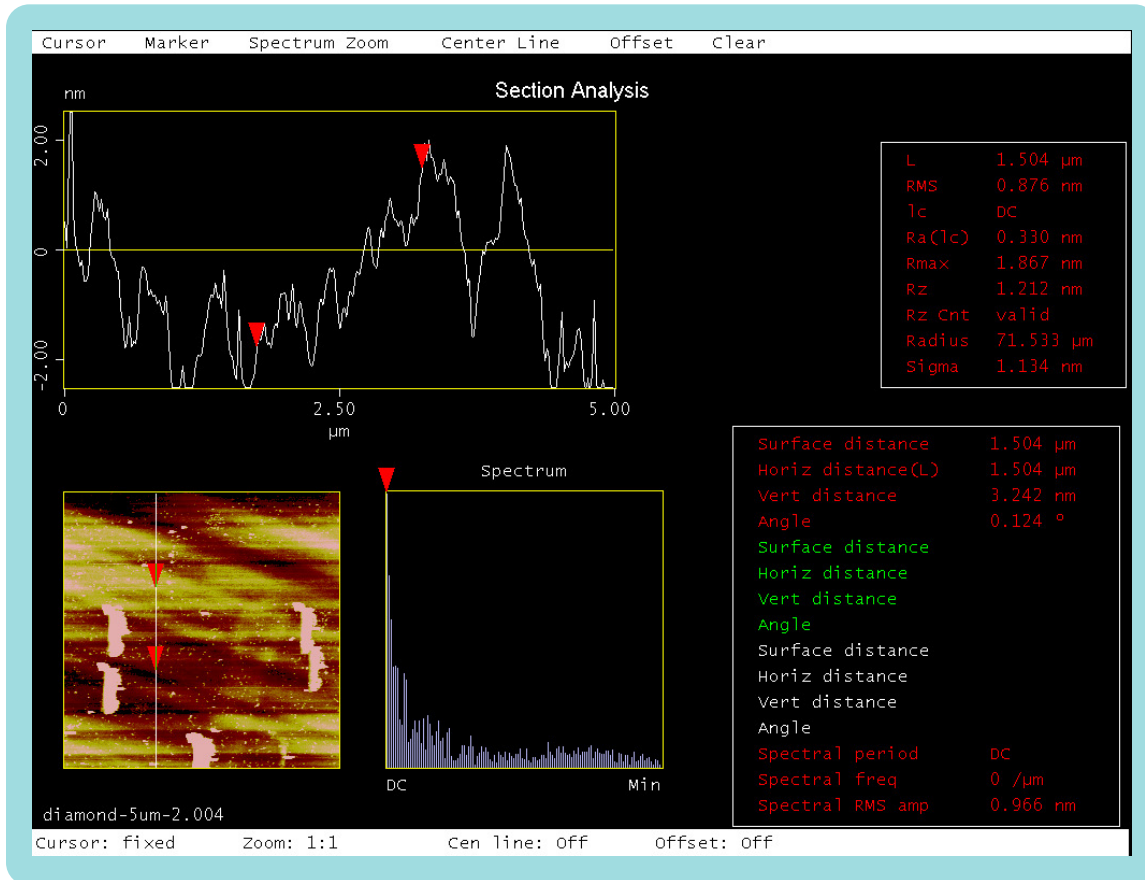 Cursor Marker Spectrum Zoom Center Line Offset Clear
Section Analysis
nm
2.00
0
-2.00
0 2.50 5.00
µm
L 1.504 µm
RMS 0.876 nm
lc DC
Ra(lc) 0.330 nm
Rmax 1.867 nm
Rz 1.212 nm
Rz Cnt valid
Radius 71.533 µm
Sigma 1.134 nm
Surface distance 1.504 µm
Horiz distance(L) 1.504 µm
Vert distance 3.242 nm
Angle 0.124 °
Surface distance
Horiz distance
Vert distance
Angle
Surface distance
Horiz distance
Vert distance
Angle
Spectral period DC
Spectral freq 0 /µm
Spectral RMS amp 0.966 nm
Spectrum
DC Min
diamond-5um-2.004
Cursor: fixed Zoom: 1:1 Cen line: Off Offset: Off